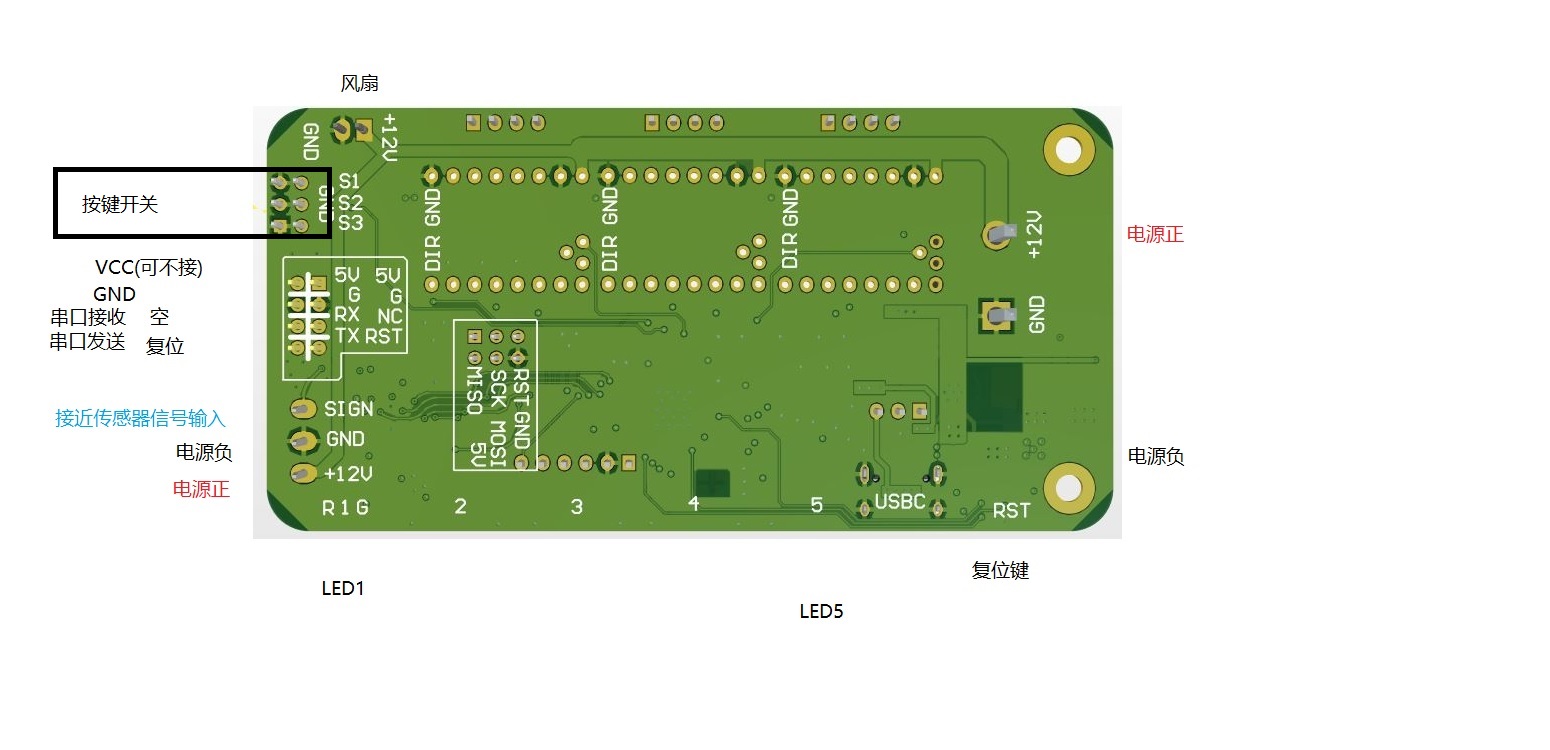 风扇
GND
+12V
S1
按键开关
GND
S2
S3
VCC(可不接)
GND
串口接收 空
串口发送 复位
5V 5V
G G
RX NC
TX RST
DIR GND
DIR GND
DIR GND
+12V
电源正
GND
MISO
SCK
RST
5V
MOSI
GND
接近传感器信号输入
SIGN
电源负
GND
电源正
+12V
R 1 G
2
3
4
5
USBC
RST
电源负
复位键
LED1
LED5